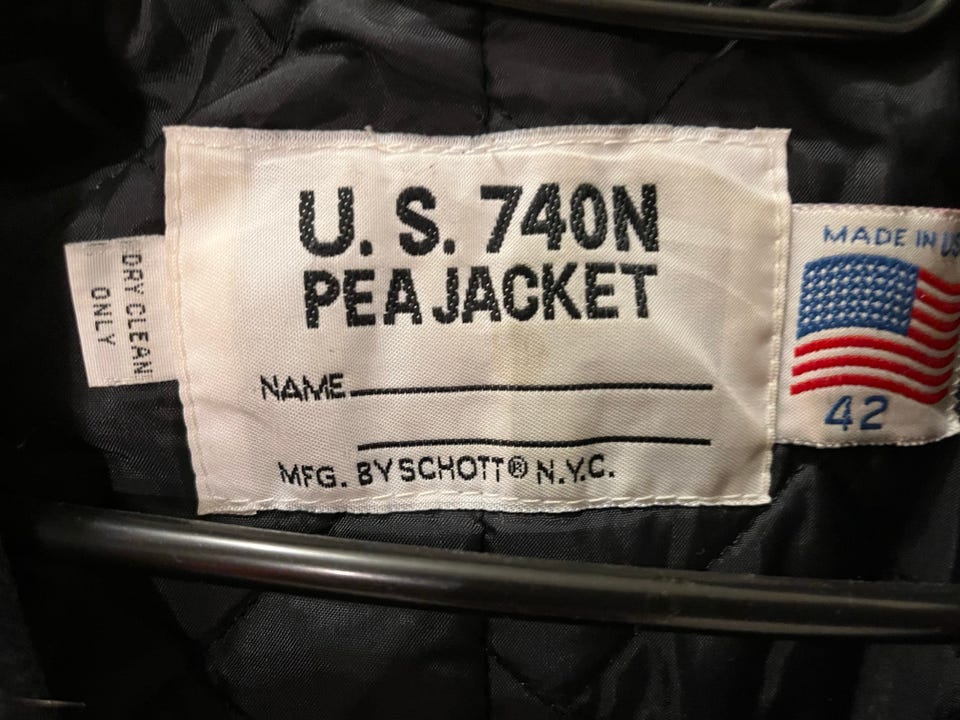 U. S. 740N
PEA JACKET
NAME
MFG. BY SCHOTT® N.Y.C.
DRY CLEAN
ONLY
MADE IN US
42